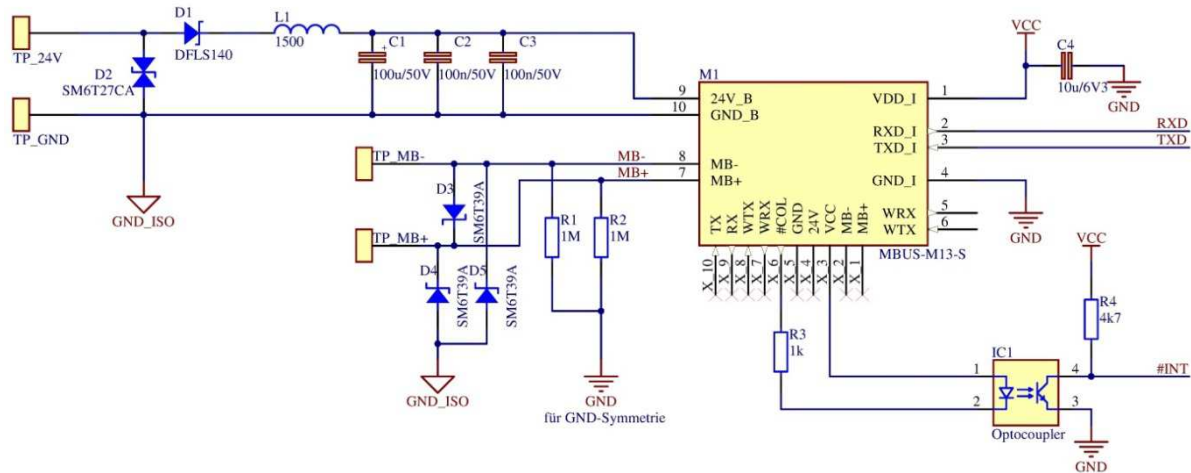 TP_24V
TP_GND
D1
DFLS140
D2
SM6T27CA
L1
1500
+
C1
100u/50V
C2
100n/50V
C3
100n/50V
GND_ISO
TP_MB-
TP_MB+
MB-
MB+
D3
SM6T39A
D4
SM6T39A
D5
SM6T39A
GND_ISO
R1
1M
R2
1M
GND
für GND-Symmetrie
M1
9
10
8
7
24V_B
GND_B
MB-
MB+
VDD_I
RXD_I
TXD_I
GND_I
WRX
WTX
1
2
3
4
5
6
TX
RX
WTX
WRX
#COL
GND
24V
VCC
MB-
MB+
X_10
X_9
X_8
X_7
X_6
X_5
X_4
X_3
X_2
X_1
MBUS-M13-S
VCC
C4
10u/6V3
GND
RXD
TXD
GND
R3
1k
VCC
R4
4k7
IC1
1
2
4
3
Optocoupler
#INT
GND